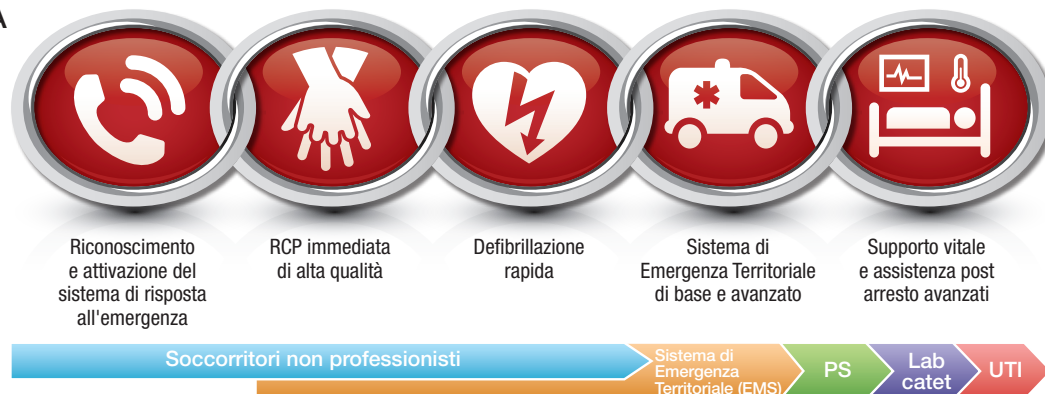 A
Riconoscimento
e attivazione del
sistema di risposta
all'emergenza
RCP immediata
di alta qualità
Defibrillazione
rapida
Sistema di
Emergenza Territoriale
di base e avanzato
Supporto vitale
e assistenza post
arresto avanzati
Soccorritori non professionisti
Sistema di
Emergenza
Territoriale (EMS)
PS
Lab
catet
UTI